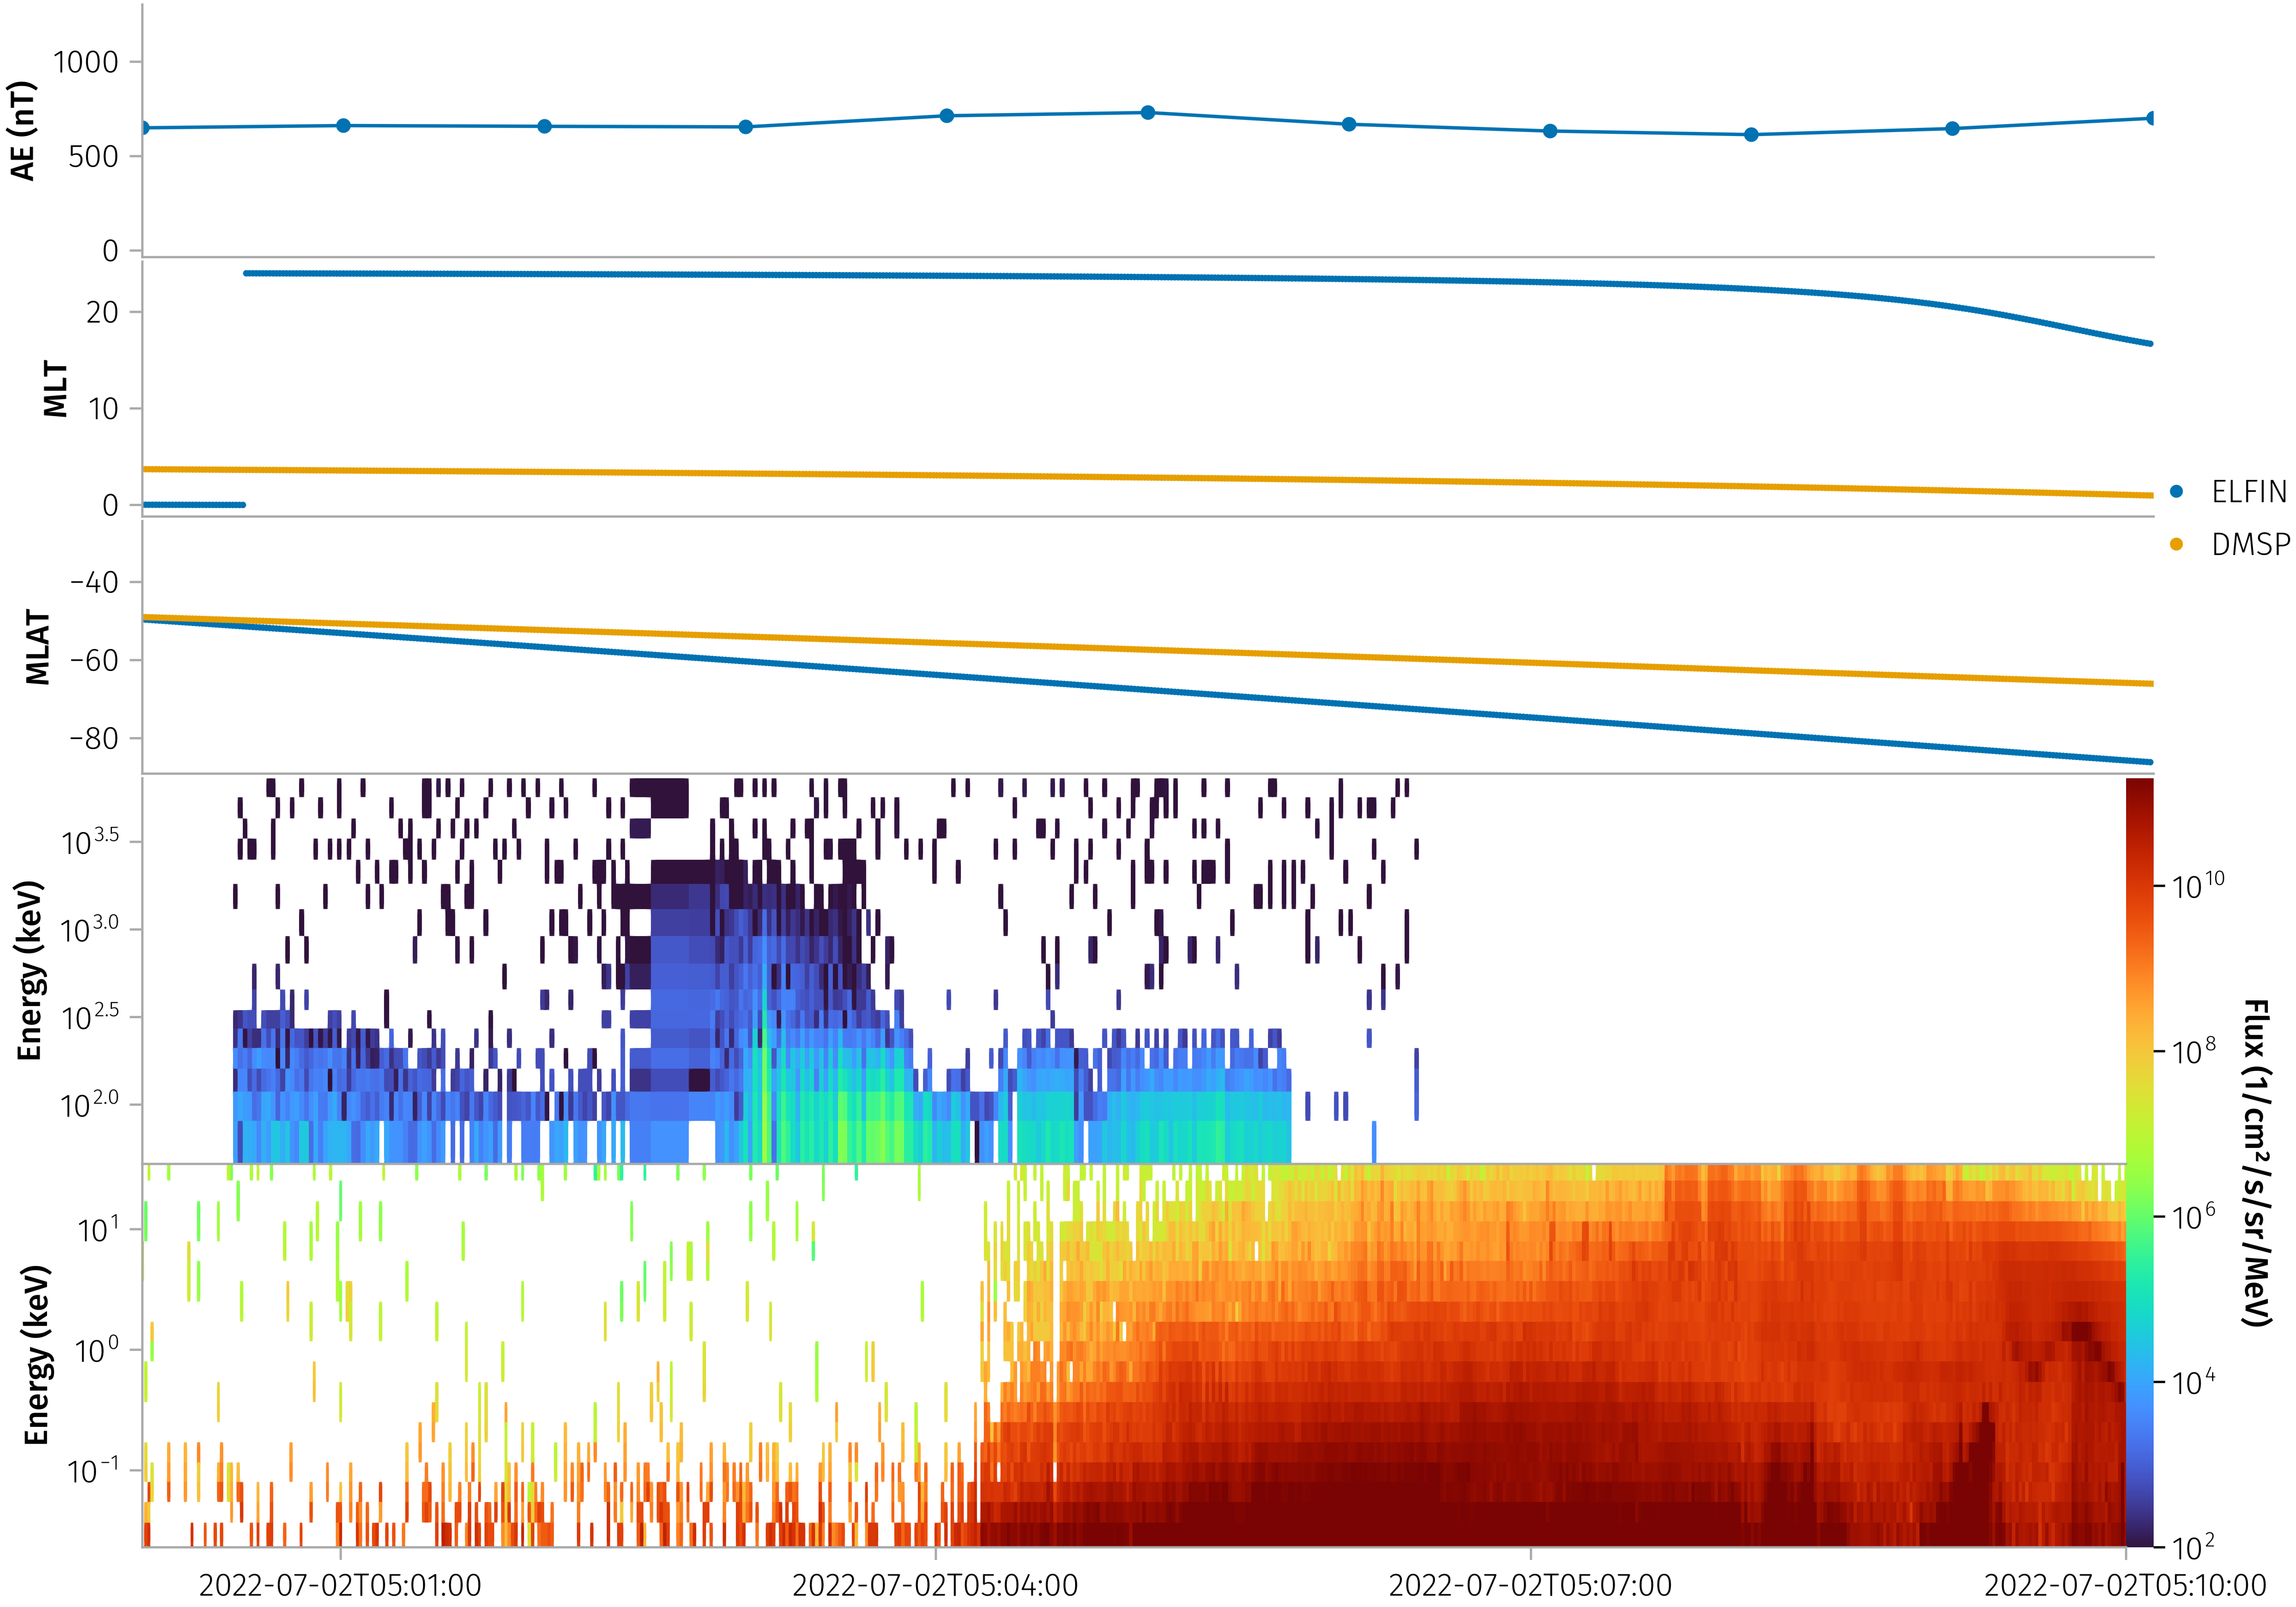 AE (nT)
1000
500
0
MLT
20
10
0
ELFIN
DMSP
MLAT
−40
−60
−80
Energy (keV)
10^3.5
10^3.0
10^2.5
10^2.0
Energy (keV)
10^1
10^0
10^−1
10^10
10^8
10^6
10^4
10^2
Flux (1/cm²/s/sr/MeV)
2022-07-02T05:01:00
2022-07-02T05:04:00
2022-07-02T05:07:00
2022-07-02T05:10:00